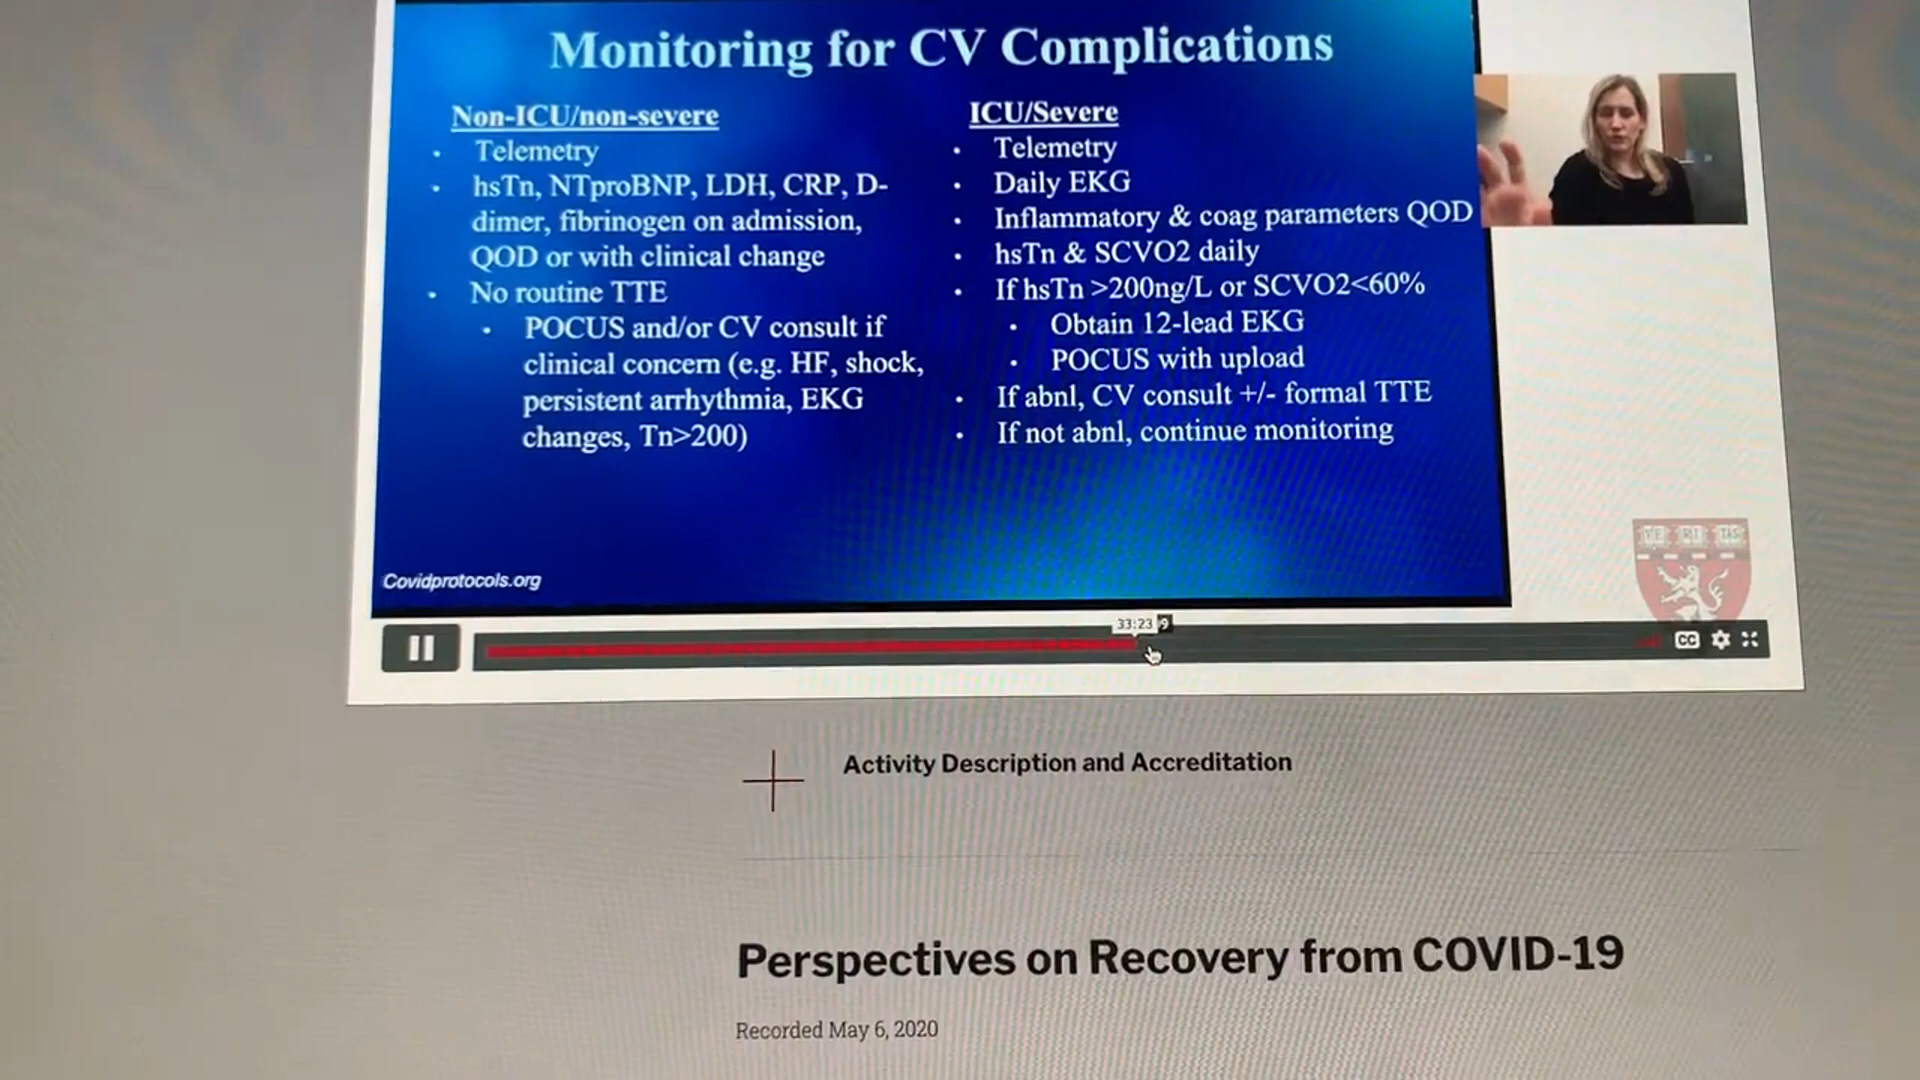 Monitoring for CV Complications
Non-ICU/non-severe
• Telemetry
• hsTn, NTproBNP, LDH, CRP, D-
dimer, fibrinogen on admission,
QOD or with clinical change
• No routine TTE
• POCUS and/or CV consult if
clinical concern (e.g. HF, shock,
persistent arrhythmia, EKG
changes, Tn>200)
ICU/Severe
• Telemetry
• Daily EKG
• Inflammatory & coag parameters QOD
• hsTn & SCVO2 daily
• If hsTn >200ng/L or SCVO2<60%
• Obtain 12-lead EKG
• POCUS with upload
• If abnl, CV consult +/- formal TTE
• If not abnl, continue monitoring
Covidprotocols.org
VE RI TAS
33:23
CC
Activity Description and Accreditation
Perspectives on Recovery from COVID-19
Recorded May 6, 2020